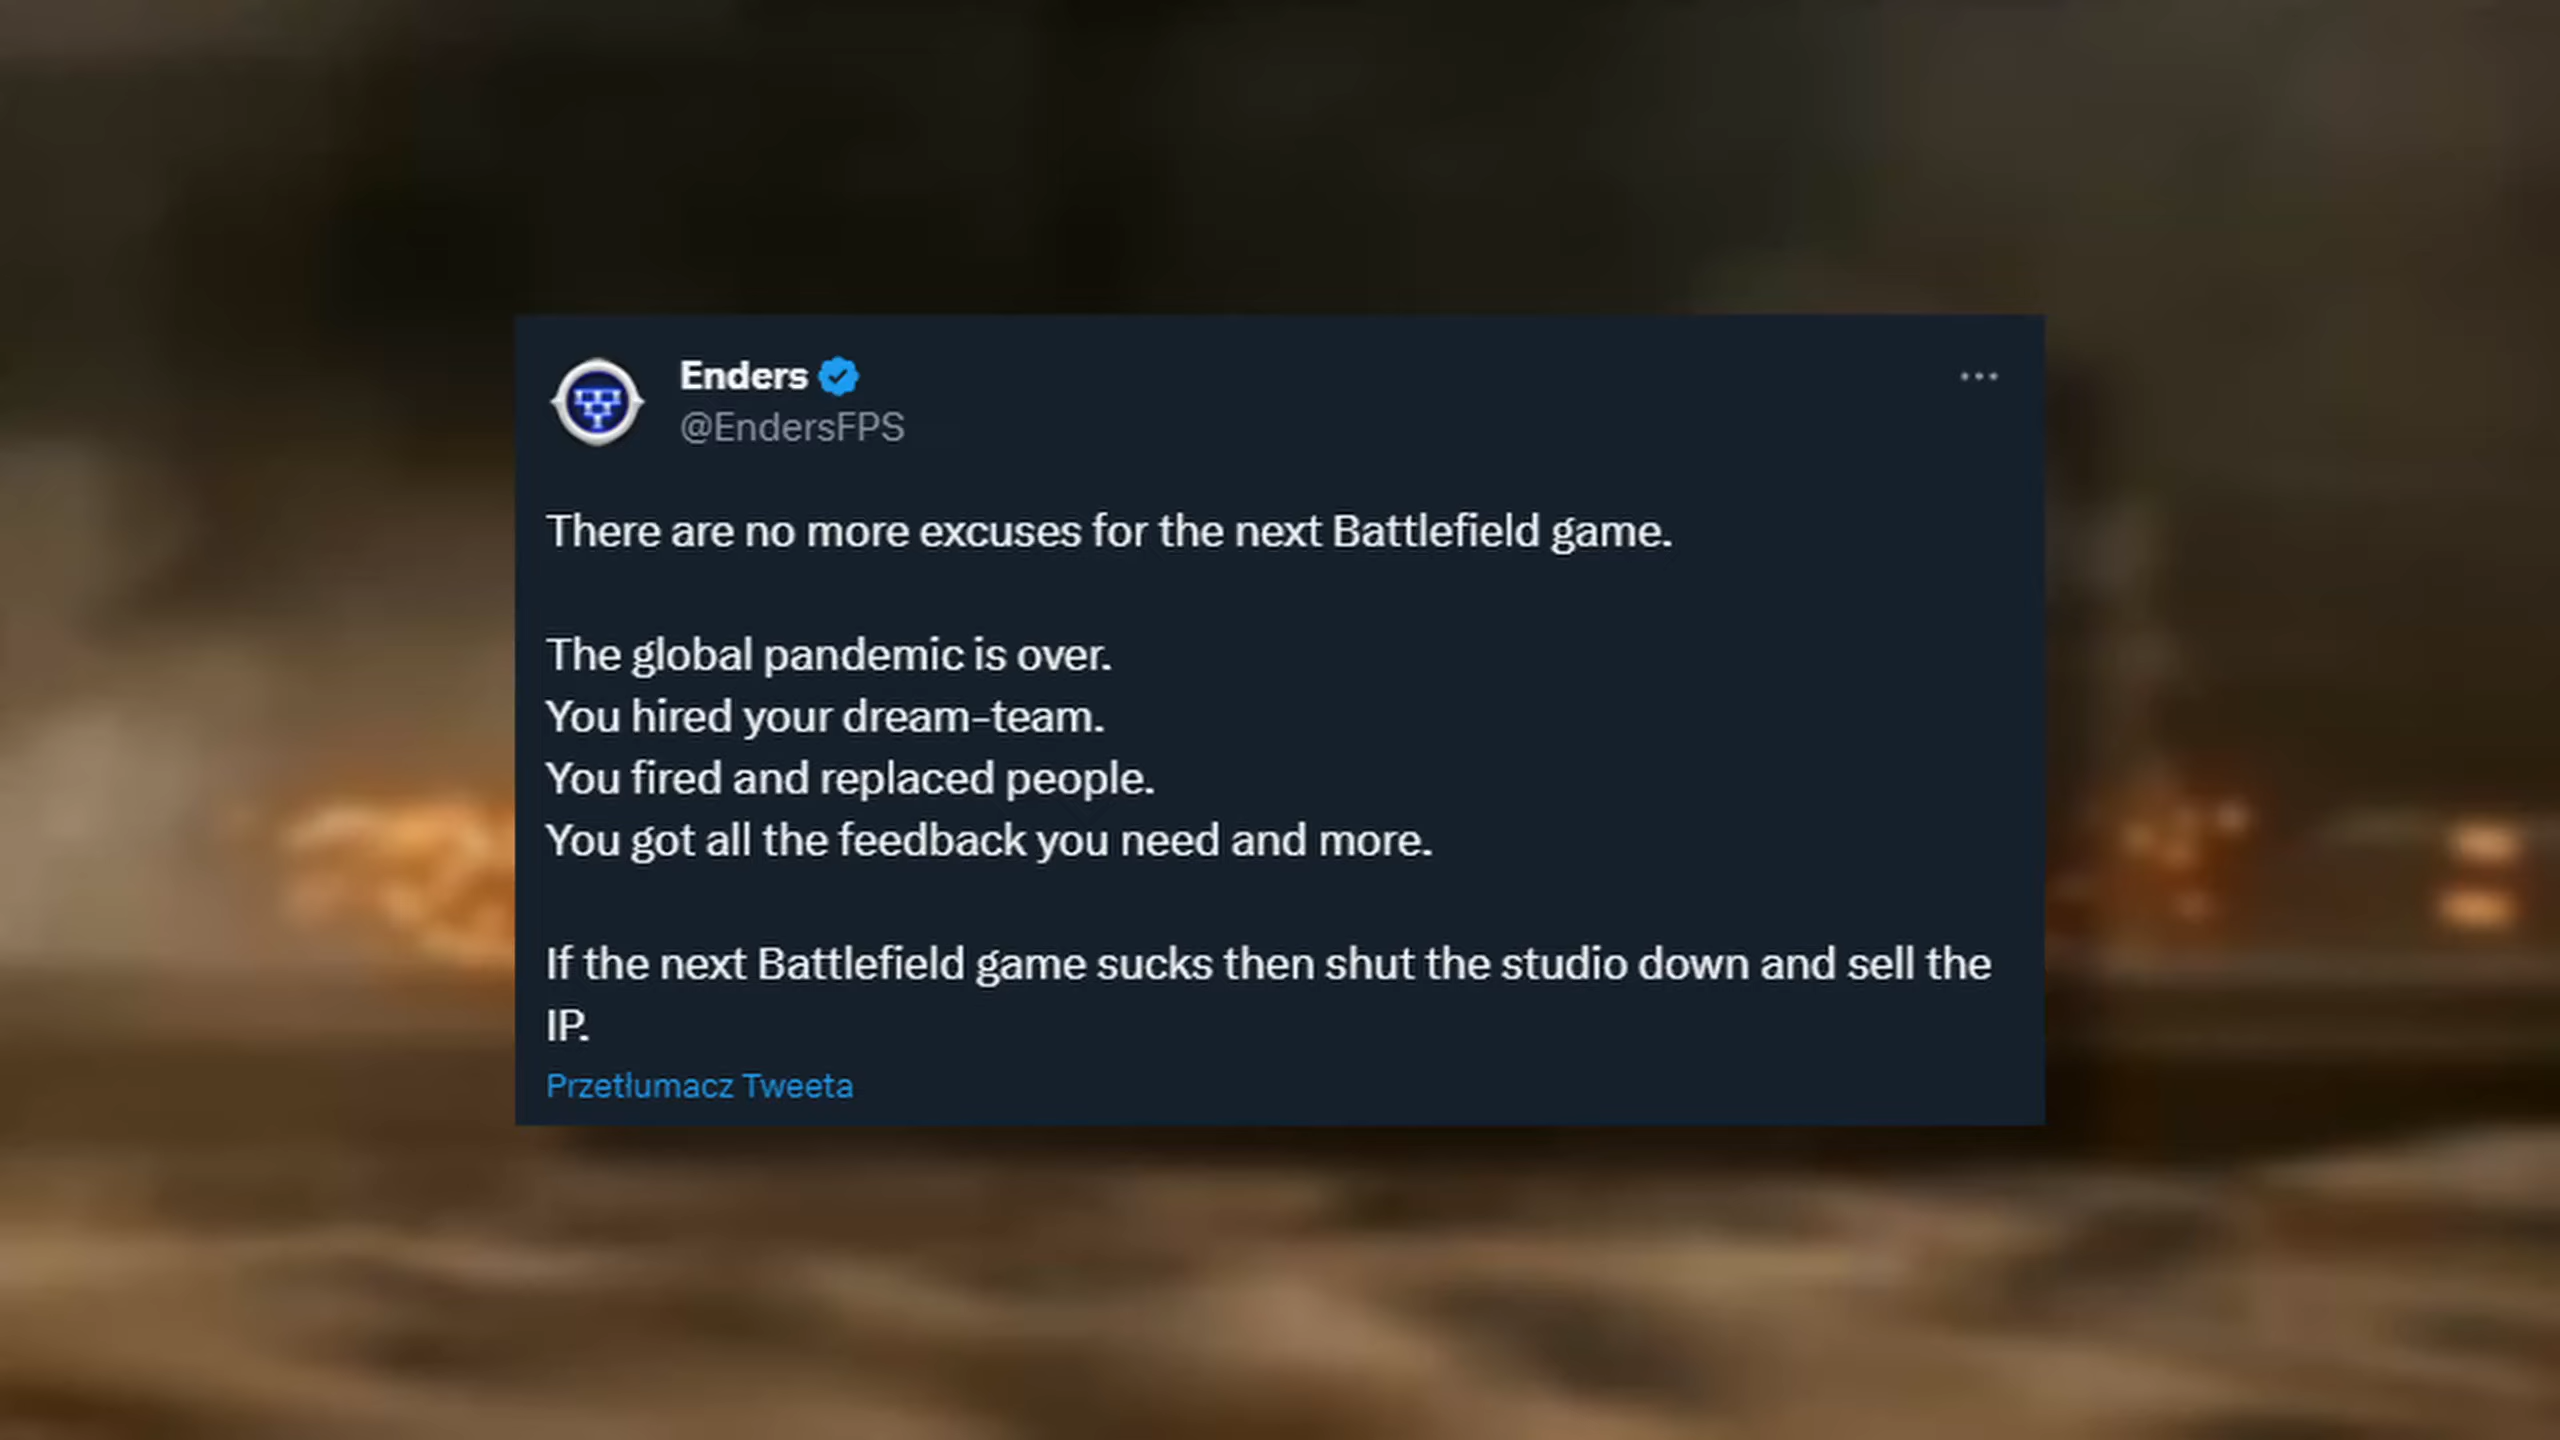 Enders
@EndersFPS
There are no more excuses for the next Battlefield game.
The global pandemic is over.
You hired your dream-team.
You fired and replaced people.
You got all the feedback you need and more.
If the next Battlefield game sucks then shut the studio down and sell the
IP.
Przetłumacz Tweeta